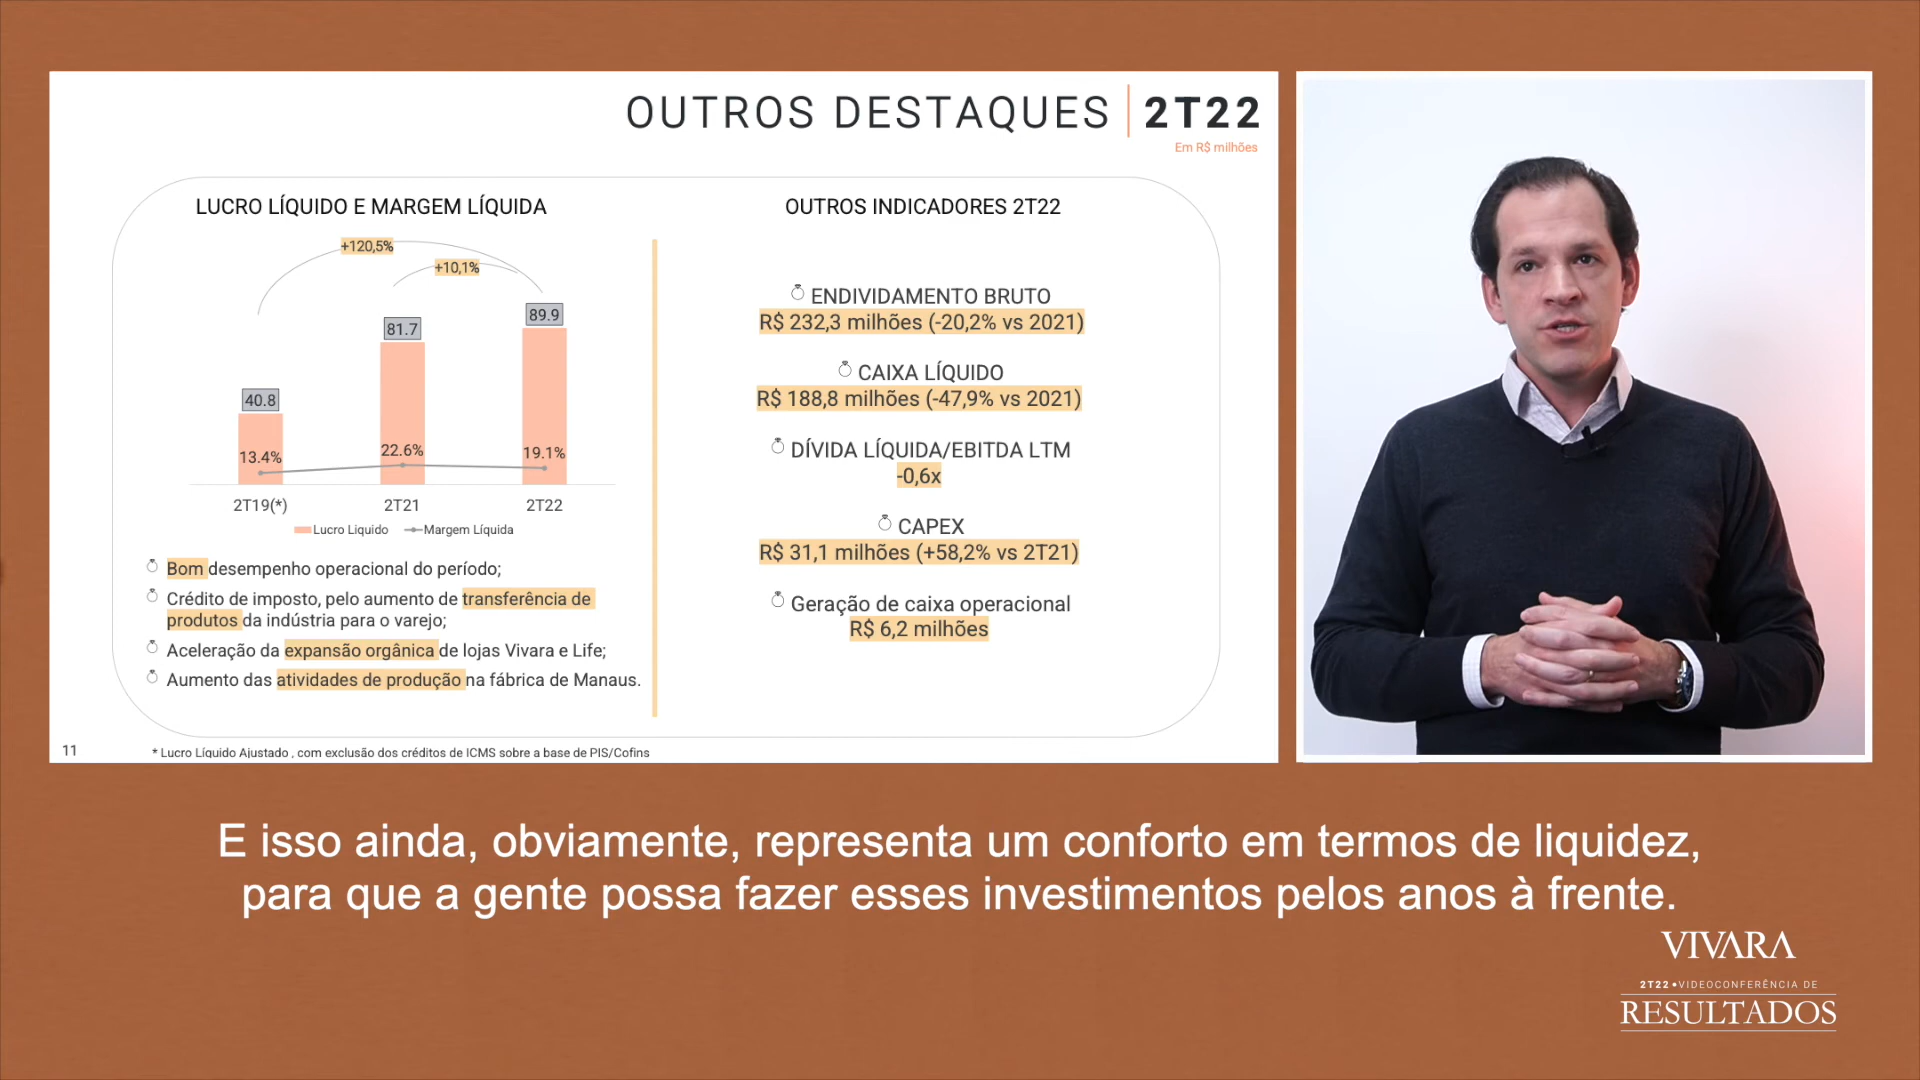 OUTROS DESTAQUES 2T22
Em R$ milhões
LUCRO LÍQUIDO E MARGEM LÍQUIDA
+120,5%
+10,1%
40.8
81.7
89.9
13.4%
22.6%
19.1%
2T19(*)
2T21
2T22
Lucro Liquido
Margem Líquida
Bom desempenho operacional do período;
Crédito de imposto, pelo aumento de transferência de
produtos da indústria para o varejo;
Aceleração da expansão orgânica de lojas Vivara e Life;
Aumento das atividades de produção na fábrica de Manaus.
OUTROS INDICADORES 2T22
ENDIVIDAMENTO BRUTO
R$ 232,3 milhões (-20,2% vs 2021)
CAIXA LÍQUIDO
R$ 188,8 milhões (-47,9% vs 2021)
DÍVIDA LÍQUIDA/EBITDA LTM
-0,6x
CAPEX
R$ 31,1 milhões (+58,2% vs 2T21)
Geração de caixa operacional
R$ 6,2 milhões
11
* Lucro Líquido Ajustado , com exclusão dos créditos de ICMS sobre a base de PIS/Cofins
E isso ainda, obviamente, representa um conforto em termos de liquidez,
para que a gente possa fazer esses investimentos pelos anos à frente.
VIVARA
2T22 • VIDEOCONFERÊNCIA DE
RESULTADOS